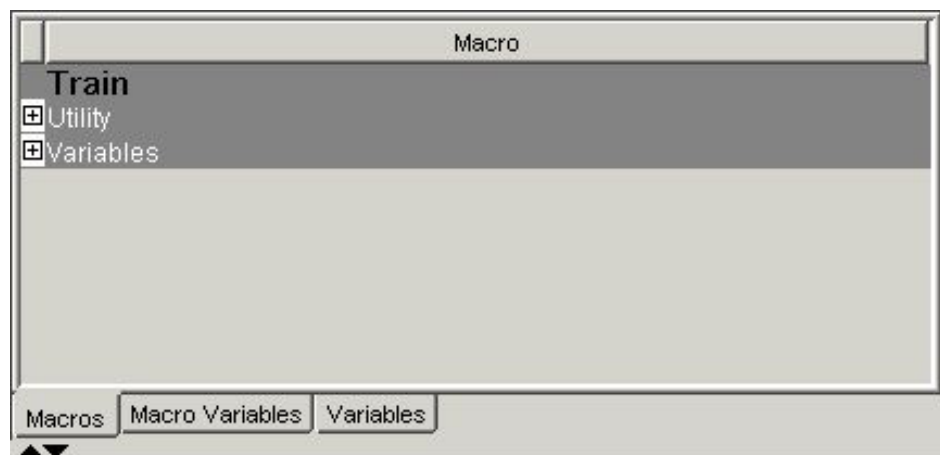 Macro
Train
Utility
Variables
Macros Macro Variables Variables